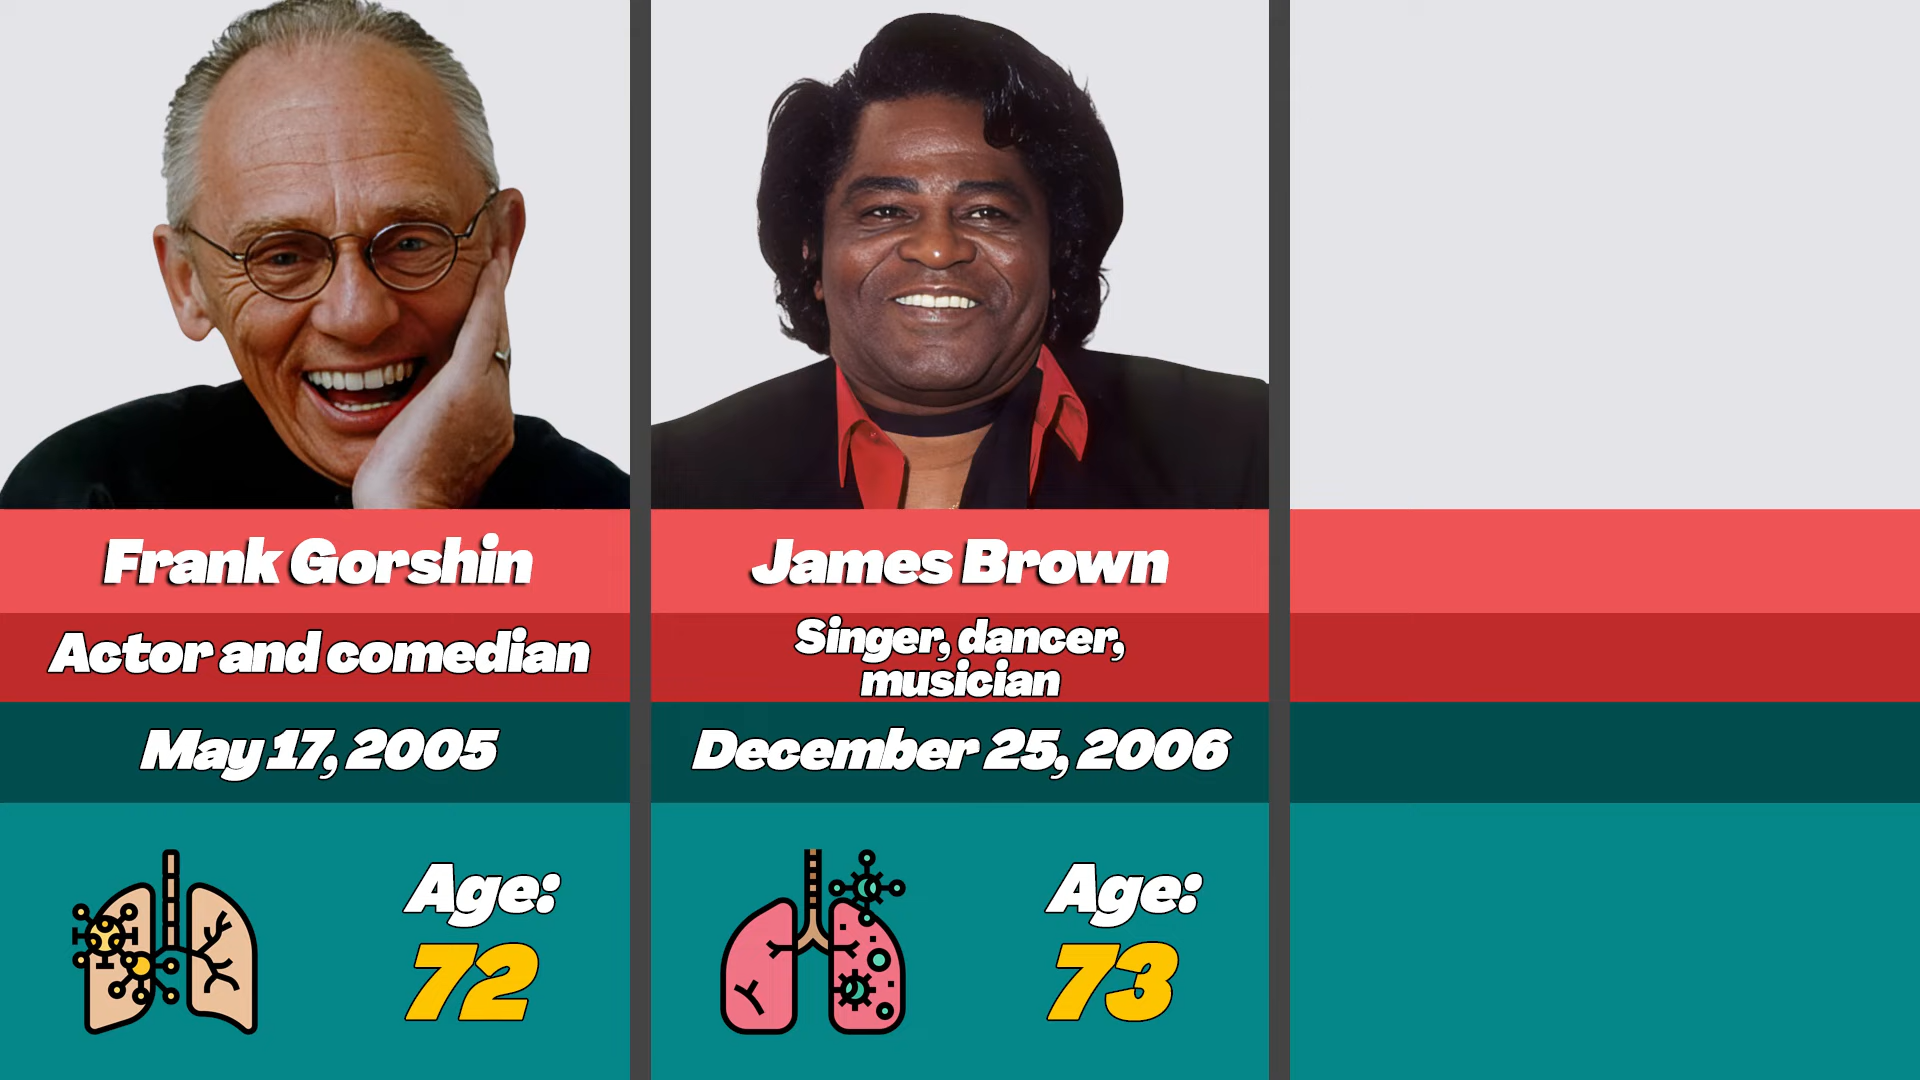 Frank Gorshin
Actor and comedian
May 17, 2005
Age:
72
James Brown
Singer, dancer,
musician
December 25, 2006
Age:
73